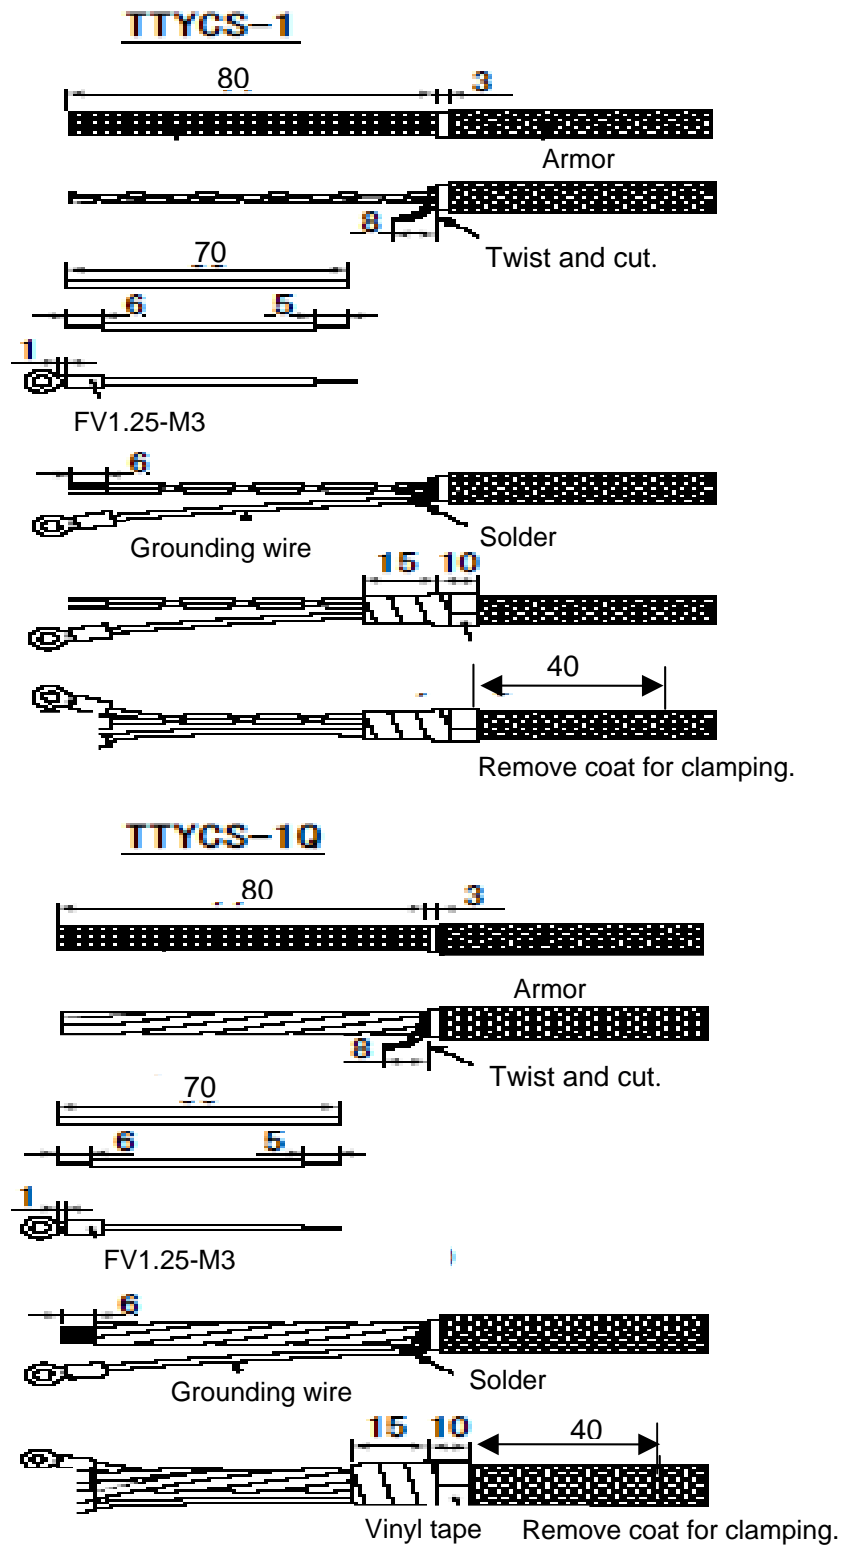 TTYCS-1
80 3
Armor
8
Twist and cut.
70
6 5
1
FV1.25-M3
6
Grounding wire
Solder
15 10
40
Remove coat for clamping.
TTYCS-1Q
80 3
Armor
8
Twist and cut.
70
6 5
1
FV1.25-M3
6
Grounding wire
Solder
15 10 40
Vinyl tape Remove coat for clamping.